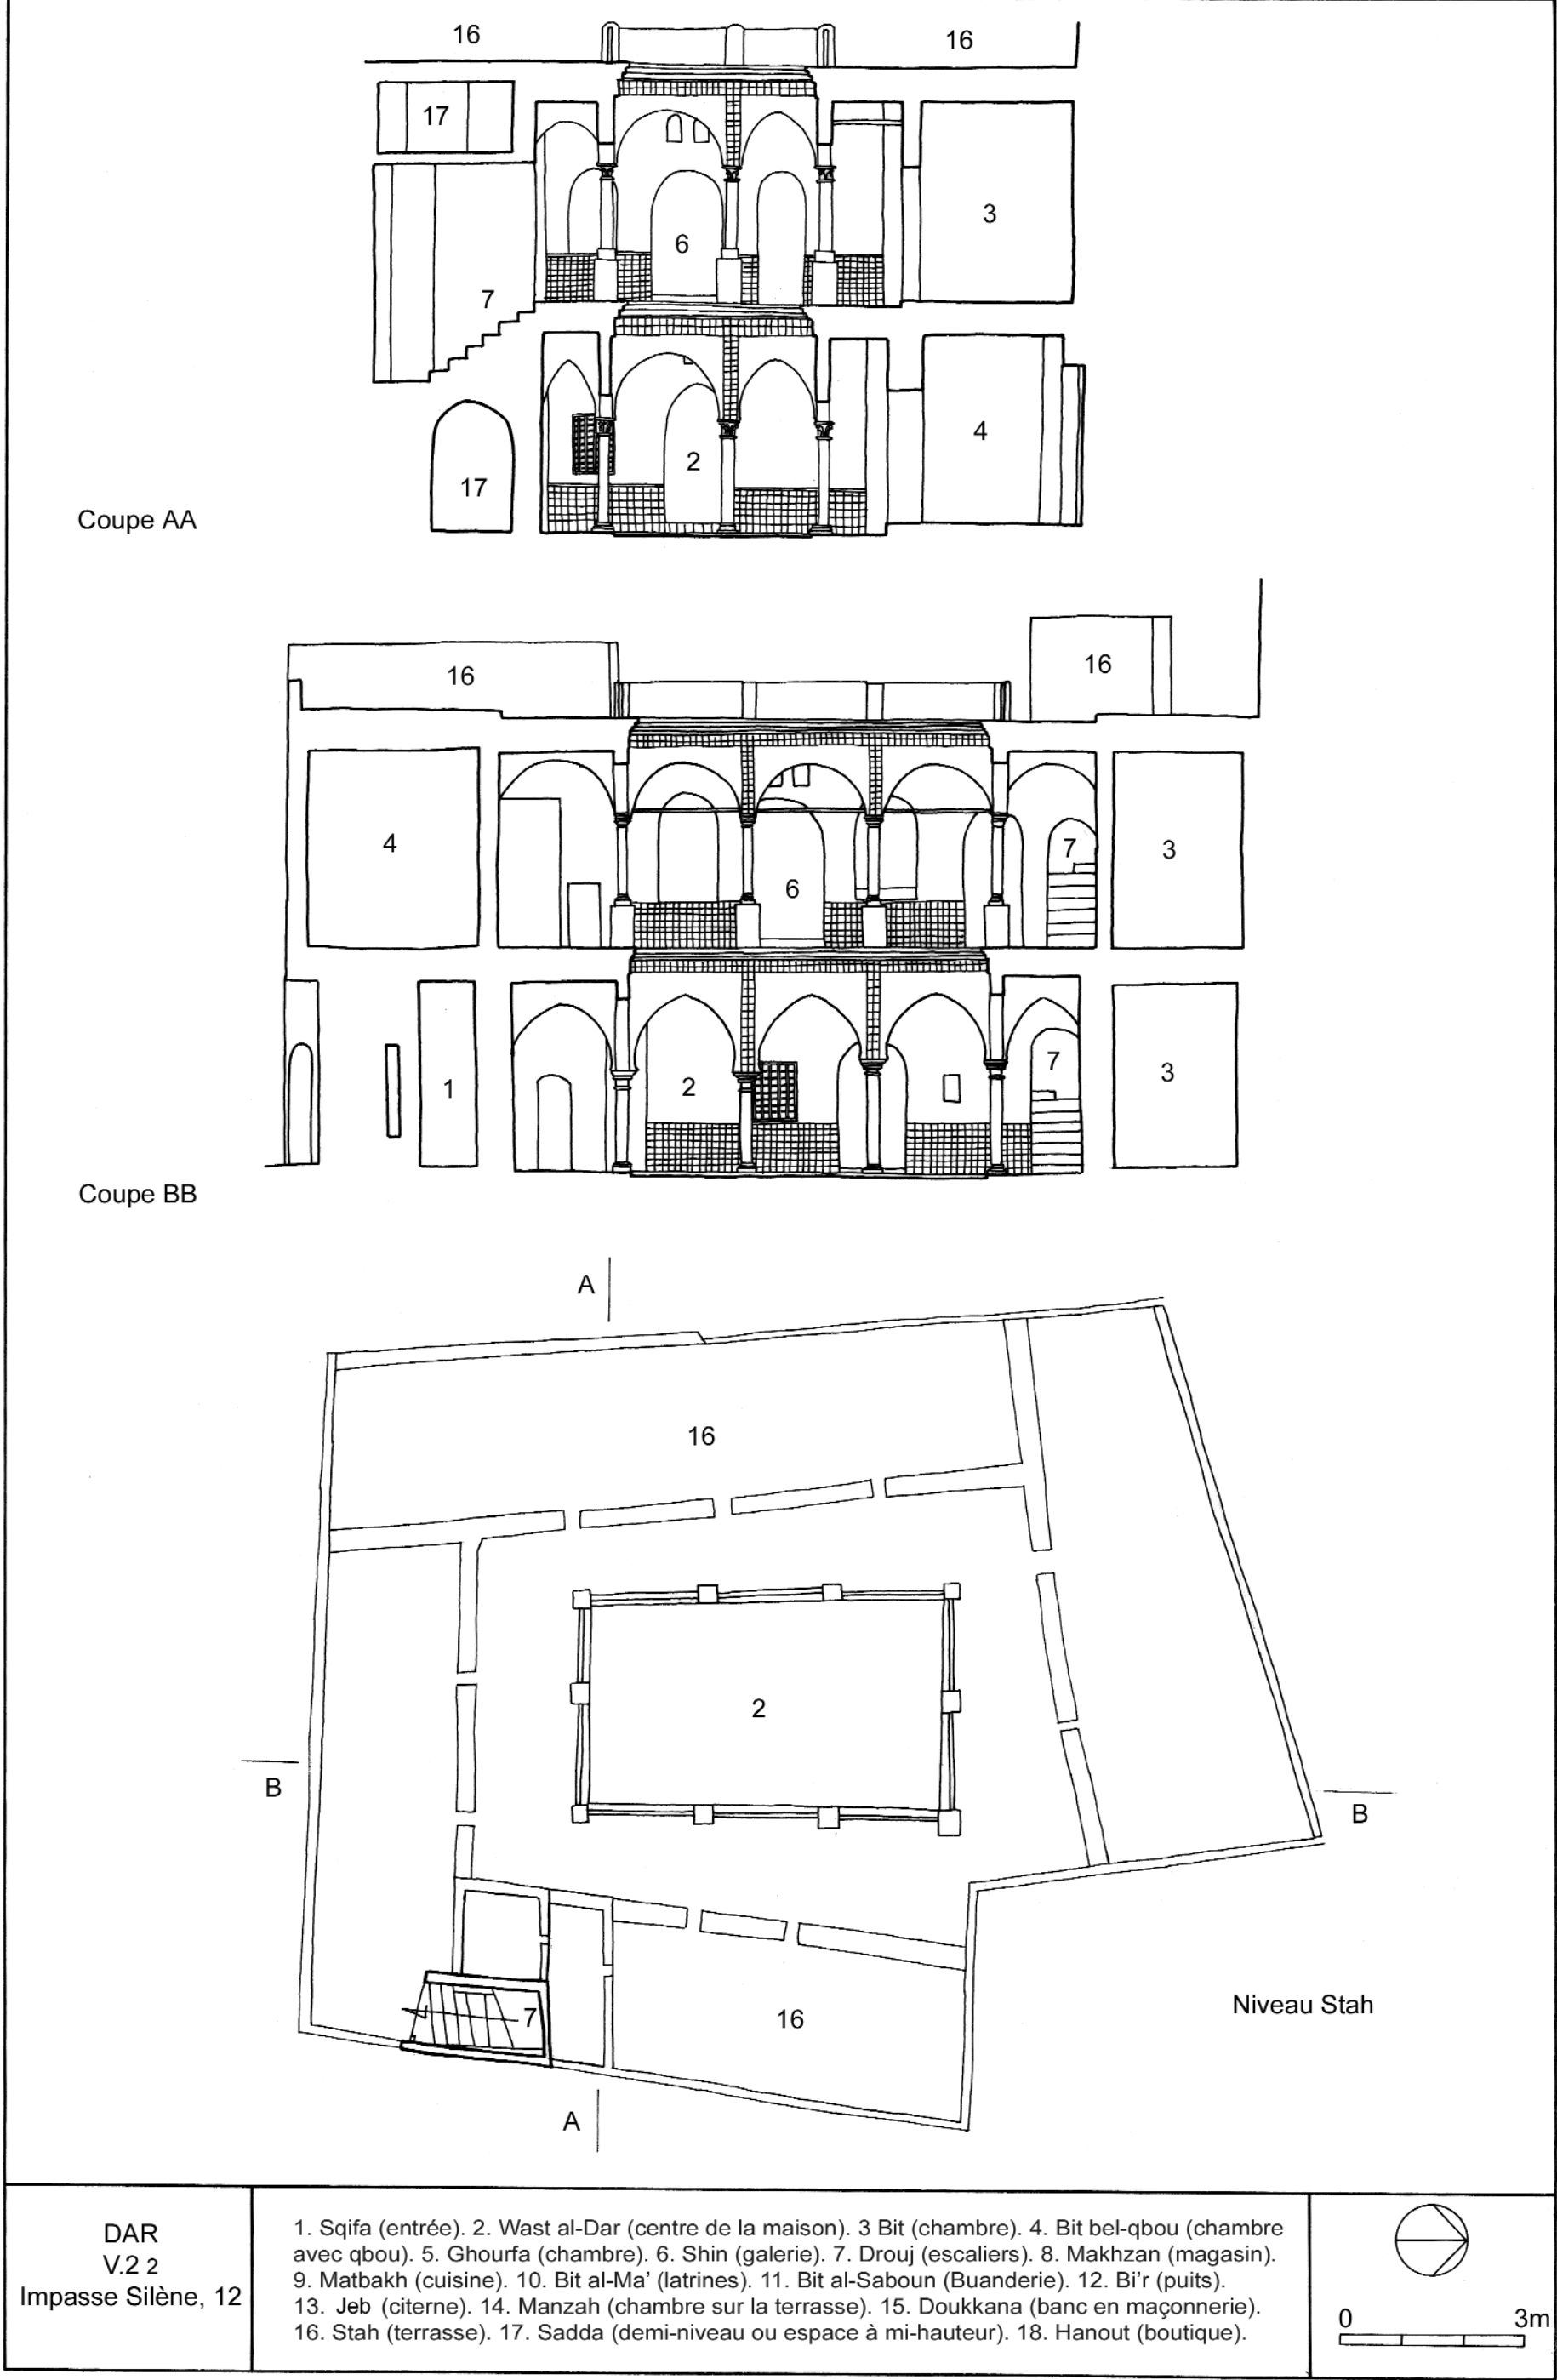 16
16
17
3
6
7
4
2
17
Coupe AA
16
16
4
7
3
6
1
2
7
3
Coupe BB
A
16
2
B
B
7
16
Niveau Stah
A
DAR
V.2 2
Impasse Silène, 12
1. Sqifa (entrée). 2. Wast al-Dar (centre de la maison). 3 Bit (chambre). 4. Bit bel-qbou (chambre
avec qbou). 5. Ghourfa (chambre). 6. Shin (galerie). 7. Drouj (escaliers). 8. Makhzan (magasin).
9. Matbakh (cuisine). 10. Bit al-Ma’ (latrines). 11. Bit al-Saboun (Buanderie). 12. Bi’r (puits).
13. Jeb (citerne). 14. Manzah (chambre sur la terrasse). 15. Doukkana (banc en maçonnerie).
16. Stah (terrasse). 17. Sadda (demi-niveau ou espace à mi-hauteur). 18. Hanout (boutique).
0 3m